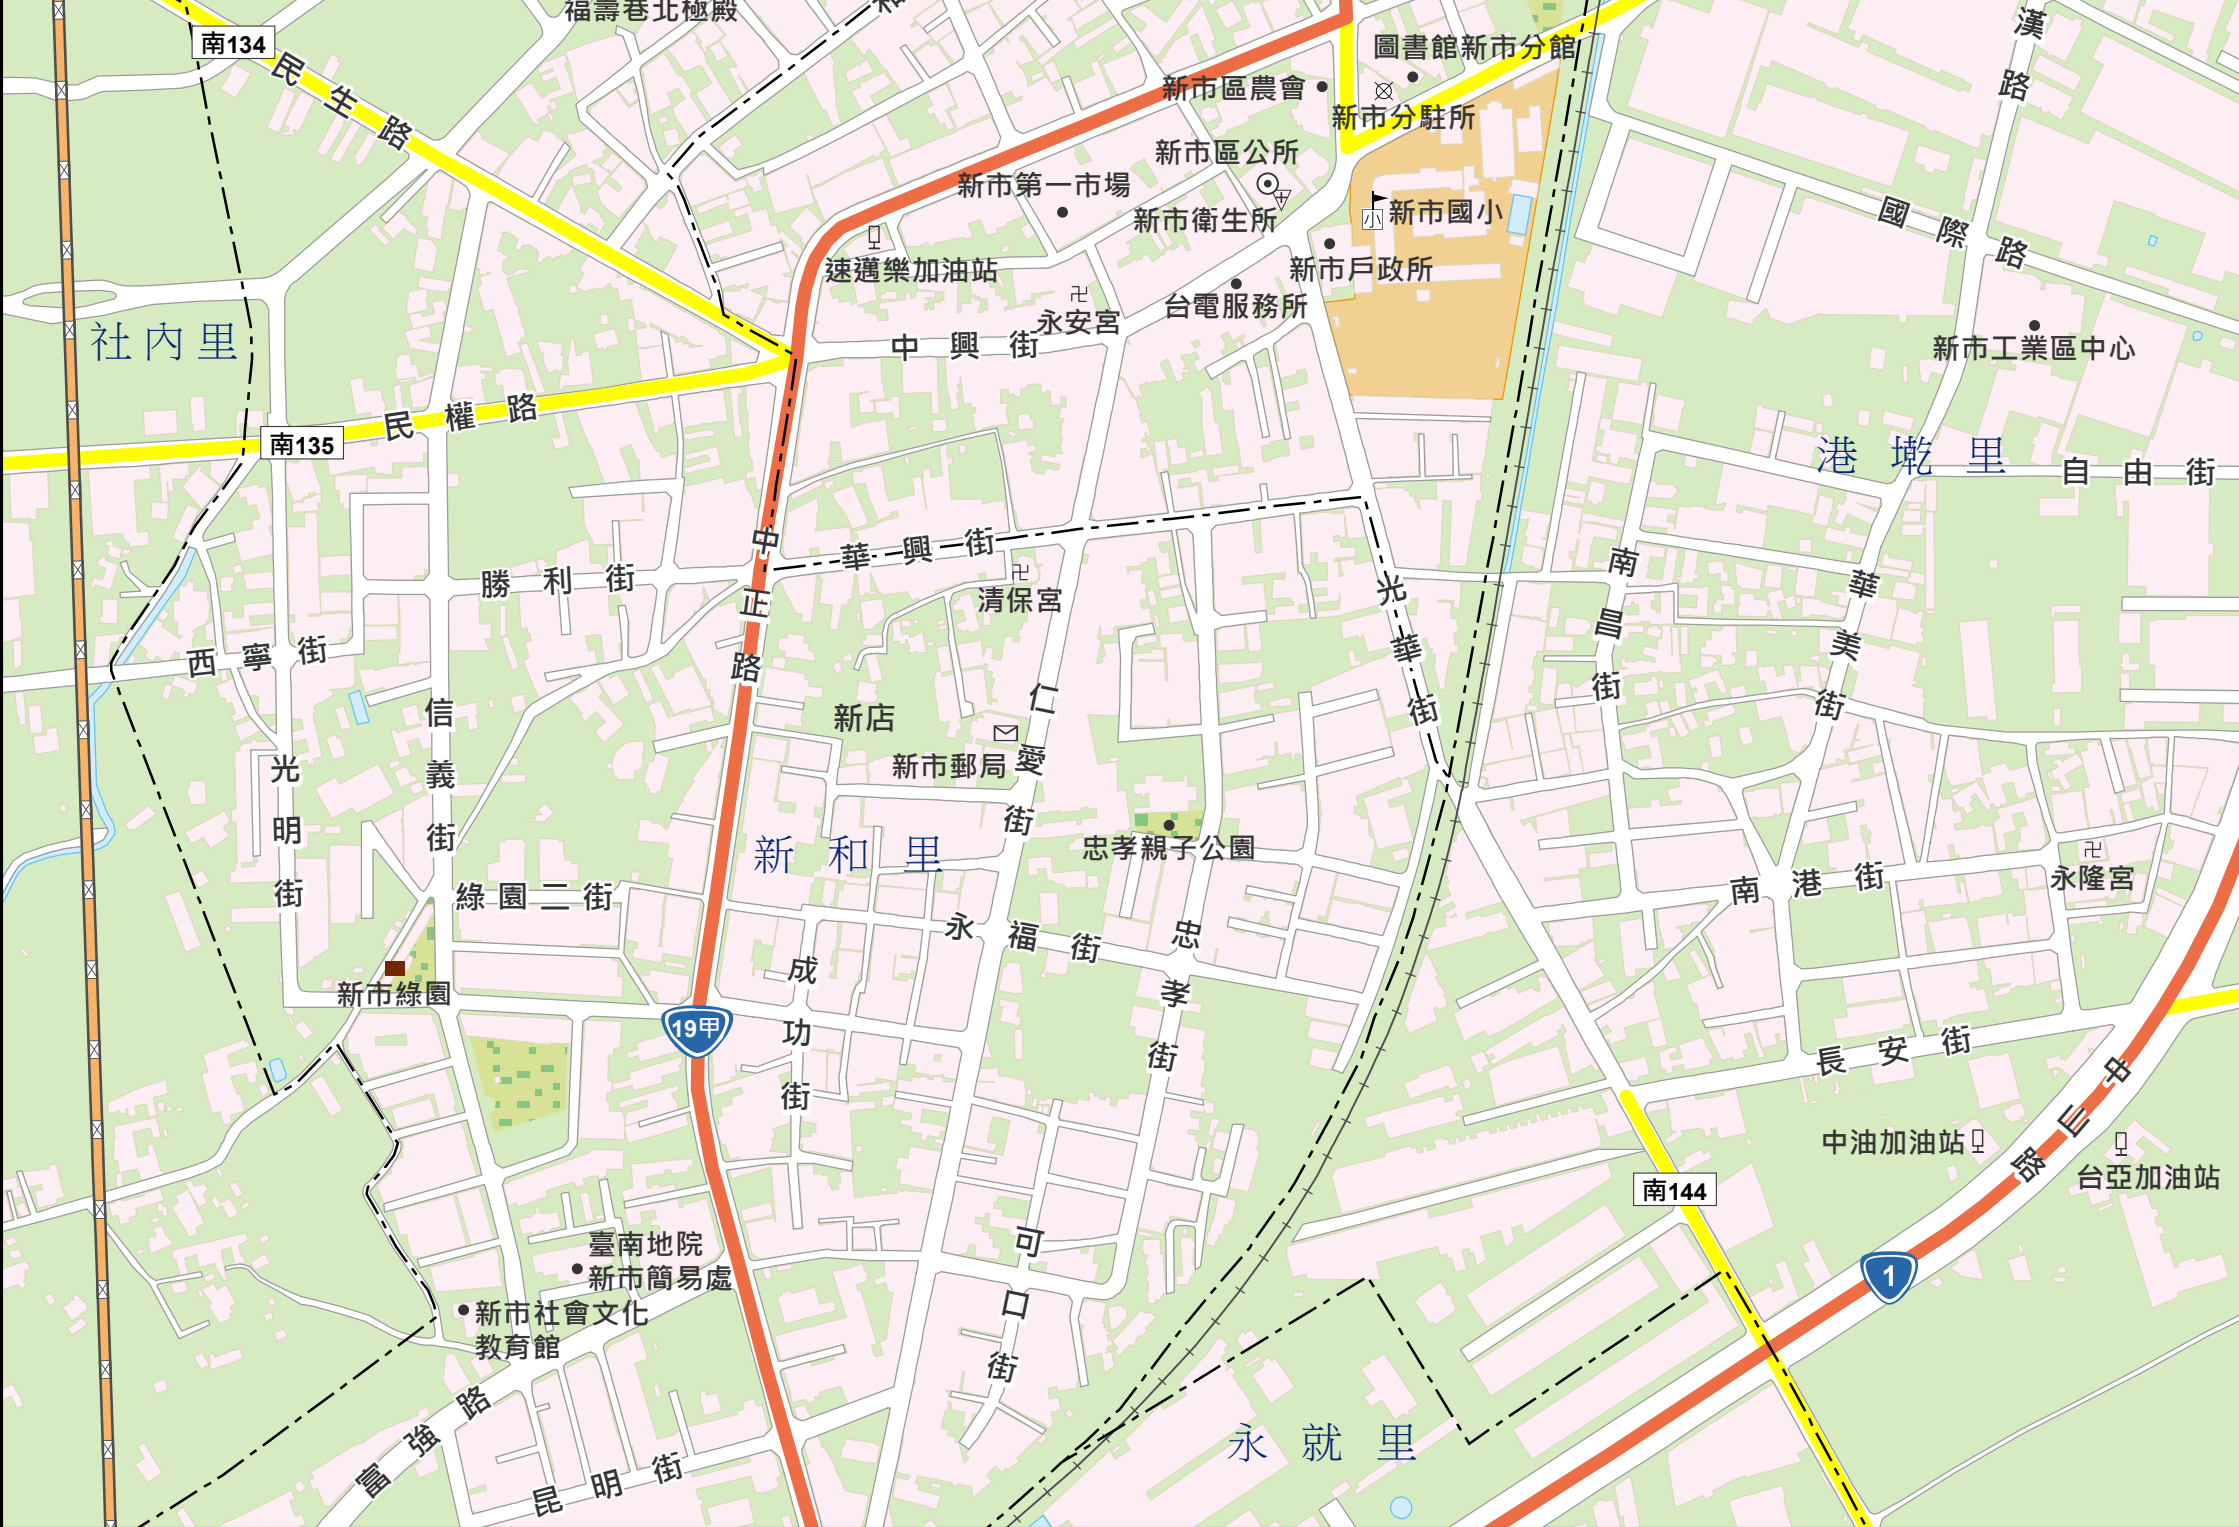 福壽巷北極殿
和
漢路
南134
民生路
圖書館新市分館
新市區農會
新市分駐所
新市區公所
新市第一市場
新市衛生所
小
新市國小
國際路
速邁樂加油站
新市戶政所
台電服務所
卍
永安宮
中興街
社內里
新市工業區中心
民權路
南135
港墘里
自由街
中正路
華興街
勝利街
卍
清保宮
光華街
南昌街
華美街
西寧街
信義街
仁愛街
新店
新市郵局
光明街
新和里
忠孝親子公園
綠園二街
永福街
忠孝街
南港街
卍
永隆宮
成功街
新市綠園
19甲
長安街
中正路
中油加油站
台亞加油站
南144
可口街
臺南地院
新市簡易處
1
新市社會文化
教育館
富強路
永就里
昆明街